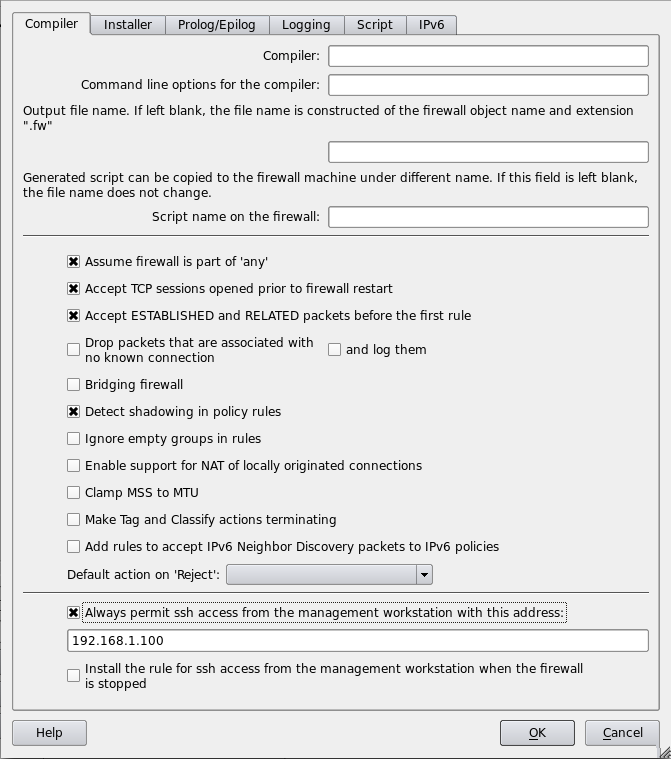 Compiler Installer Prolog/Epilog Logging Script IPv6
Compiler:
Command line options for the compiler:
Output file name. If left blank, the file name is constructed of the firewall object name and extension
".fw"
Generated script can be copied to the firewall machine under different name. If this field is left blank,
the file name does not change.
Script name on the firewall:
Assume firewall is part of 'any'
Accept TCP sessions opened prior to firewall restart
Accept ESTABLISHED and RELATED packets before the first rule
Drop packets that are associated with
no known connection
and log them
Bridging firewall
Detect shadowing in policy rules
Ignore empty groups in rules
Enable support for NAT of locally originated connections
Clamp MSS to MTU
Make Tag and Classify actions terminating
Add rules to accept IPv6 Neighbor Discovery packets to IPv6 policies
Default action on 'Reject':
Always permit ssh access from the management workstation with this address:
192.168.1.100
Install the rule for ssh access from the management workstation when the firewall
is stopped
Help OK Cancel